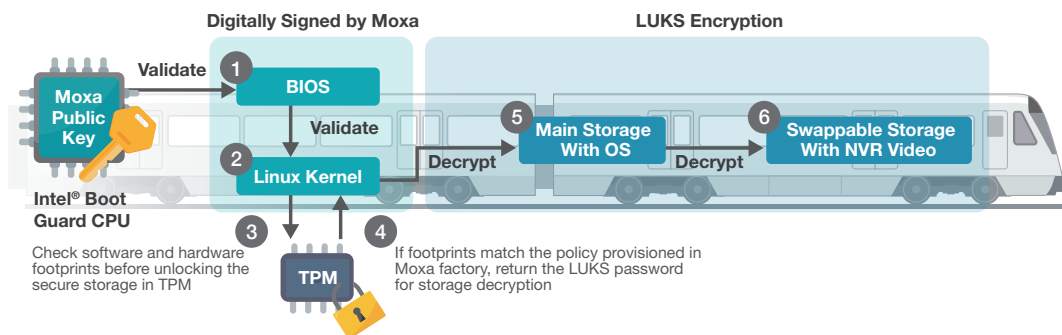 Digitally Signed by Moxa
LUKS Encryption
Validate
1
BIOS
Moxa
Public
Key
Validate
5
Main Storage
With OS
6
Swappable Storage
With NVR Video
2
Linux Kernel
Decrypt
Decrypt
Intel® Boot
Guard CPU
3
4
Check software and hardware
footprints before unlocking the
secure storage in TPM
TPM
If footprints match the policy provisioned in
Moxa factory, return the LUKS password
for storage decryption